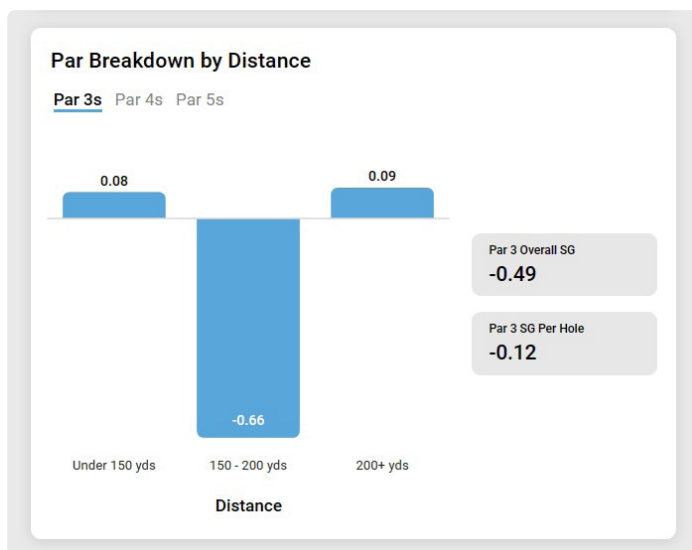 Par Breakdown by Distance
Par 3s Par 4s Par 5s
0.08
0.09
-0.66
Under 150 yds
150 - 200 yds
200+ yds
Distance
Par 3 Overall SG
-0.49
Par 3 SG Per Hole
-0.12